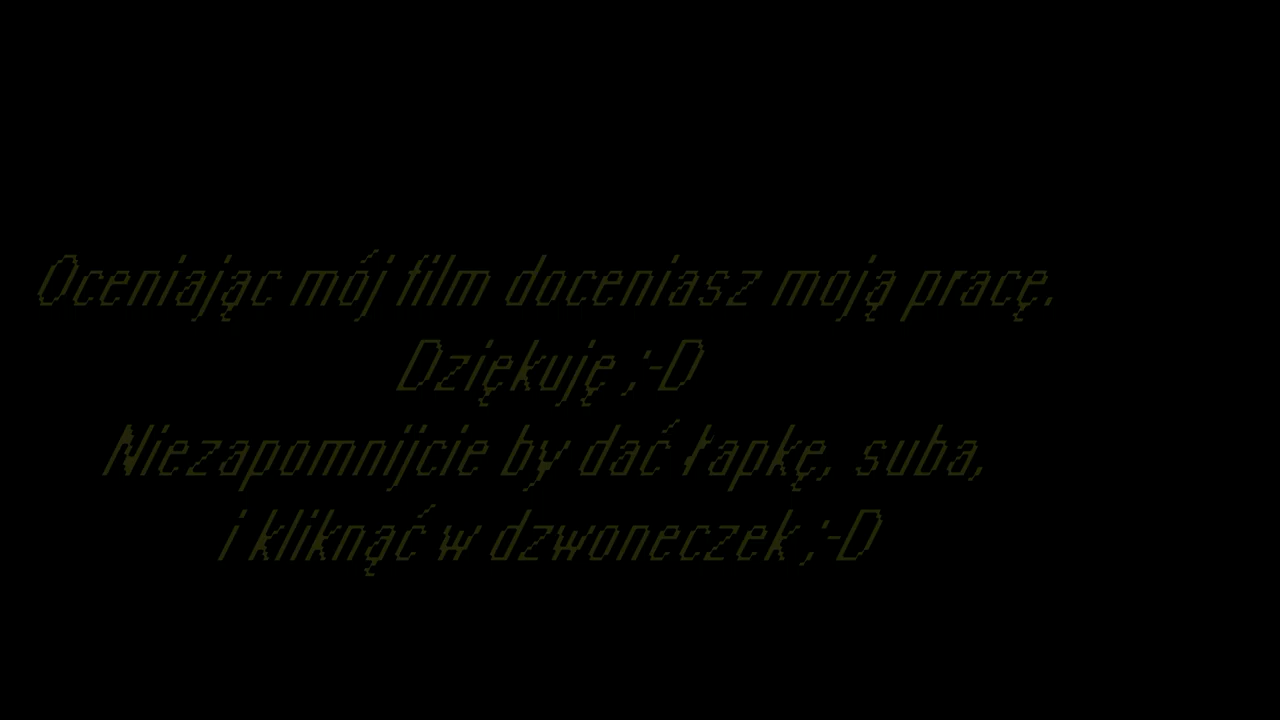 Oceniając mój film doceniasz moją pracę.
Dziękuję ;-D
Niezapomnijcie by dać łapkę, suba,
i kliknąć w dzwoneczek ;-D